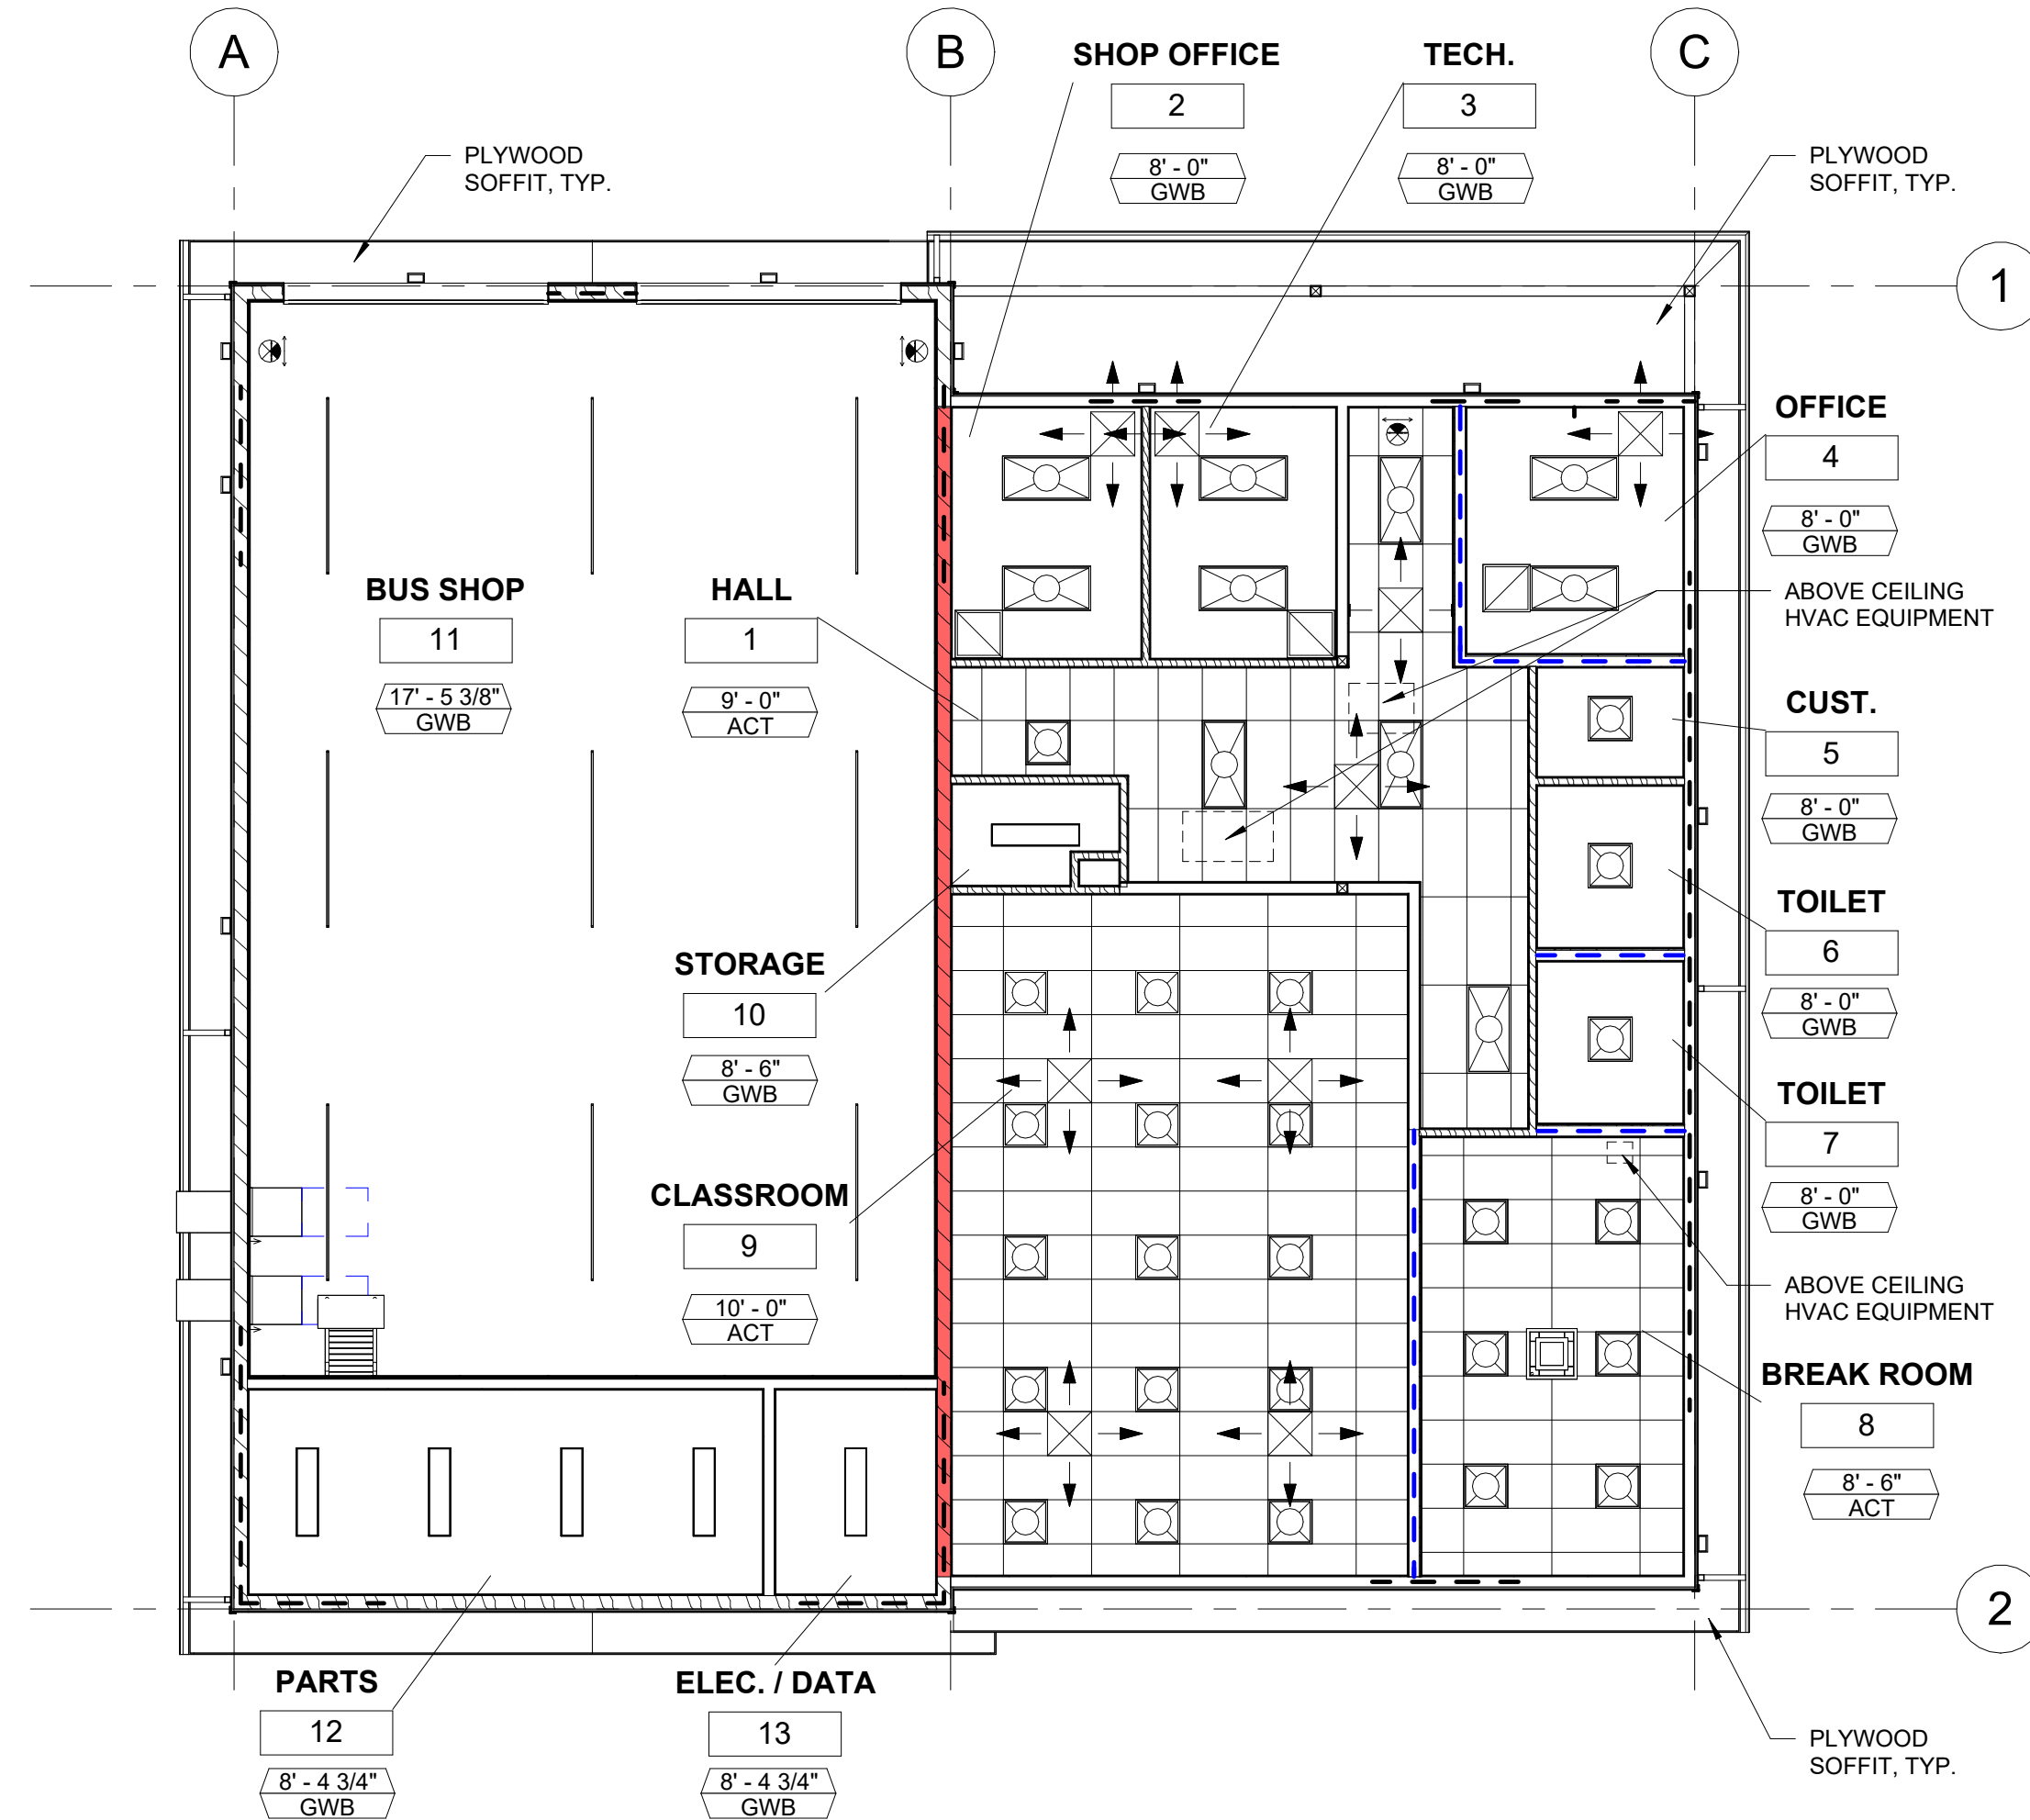 A
B
C
SHOP OFFICE
2
8' - 0"
GWB
TECH.
3
8' - 0"
GWB
PLYWOOD
SOFFIT, TYP.
PLYWOOD
SOFFIT, TYP.
1
OFFICE
4
8' - 0"
GWB
ABOVE CEILING
HVAC EQUIPMENT
BUS SHOP
11
17' - 5 3/8"
GWB
HALL
1
9' - 0"
ACT
CUST.
5
8' - 0"
GWB
TOILET
6
8' - 0"
GWB
STORAGE
10
8' - 6"
GWB
TOILET
7
8' - 0"
GWB
CLASSROOM
9
10' - 0"
ACT
ABOVE CEILING
HVAC EQUIPMENT
BREAK ROOM
8
8' - 6"
ACT
2
PARTS
12
8' - 4 3/4"
GWB
ELEC. / DATA
13
8' - 4 3/4"
GWB
PLYWOOD
SOFFIT, TYP.